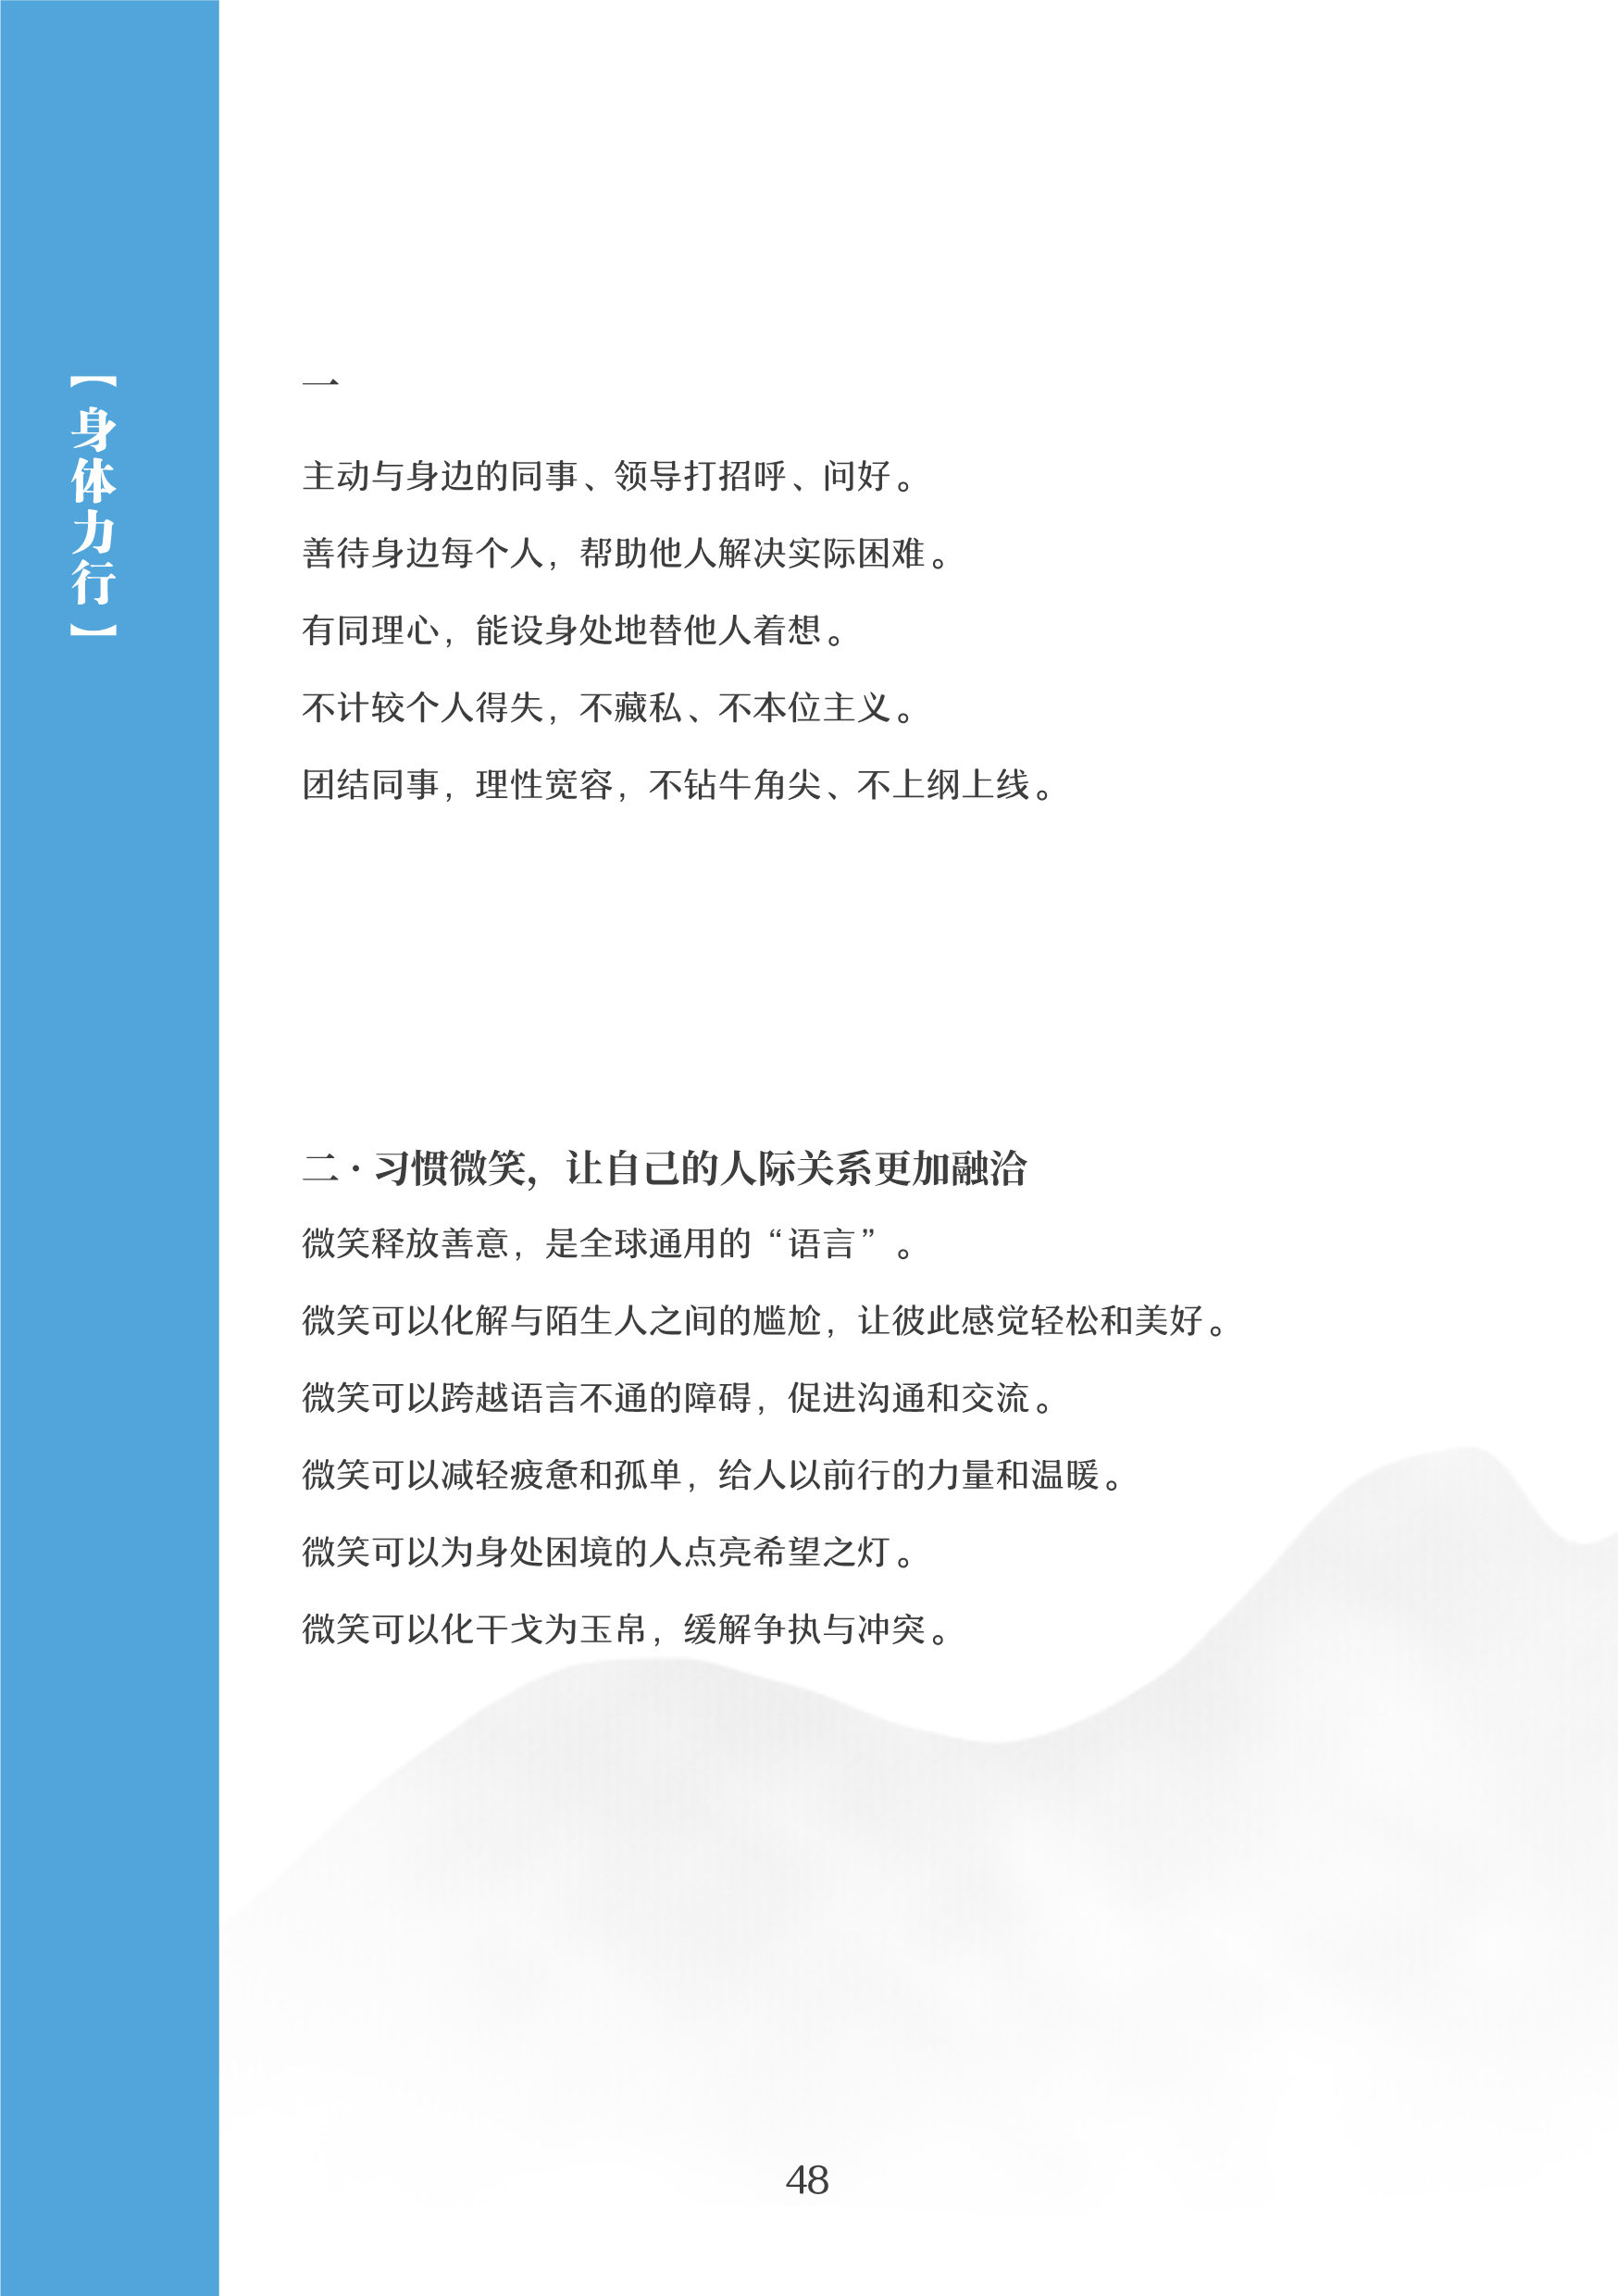 【身体力行】
一
主动与身边的同事、领导打招呼、问好。
善待身边每个人，帮助他人解决实际困难。
有同理心，能设身处地替他人着想。
不计较个人得失，不藏私、不本位主义。
团结同事，理性宽容，不钻牛角尖、不上纲上线。
二·习惯微笑，让自己的人际关系更加融洽
微笑释放善意，是全球通用的“语言”。
微笑可以化解与陌生人之间的尴尬，让彼此感觉轻松和美好。
微笑可以跨越语言不通的障碍，促进沟通和交流。
微笑可以减轻疲惫和孤单，给人以前行的力量和温暖。
微笑可以为身处困境的人点亮希望之灯。
微笑可以化干戈为玉帛，缓解争执与冲突。
48